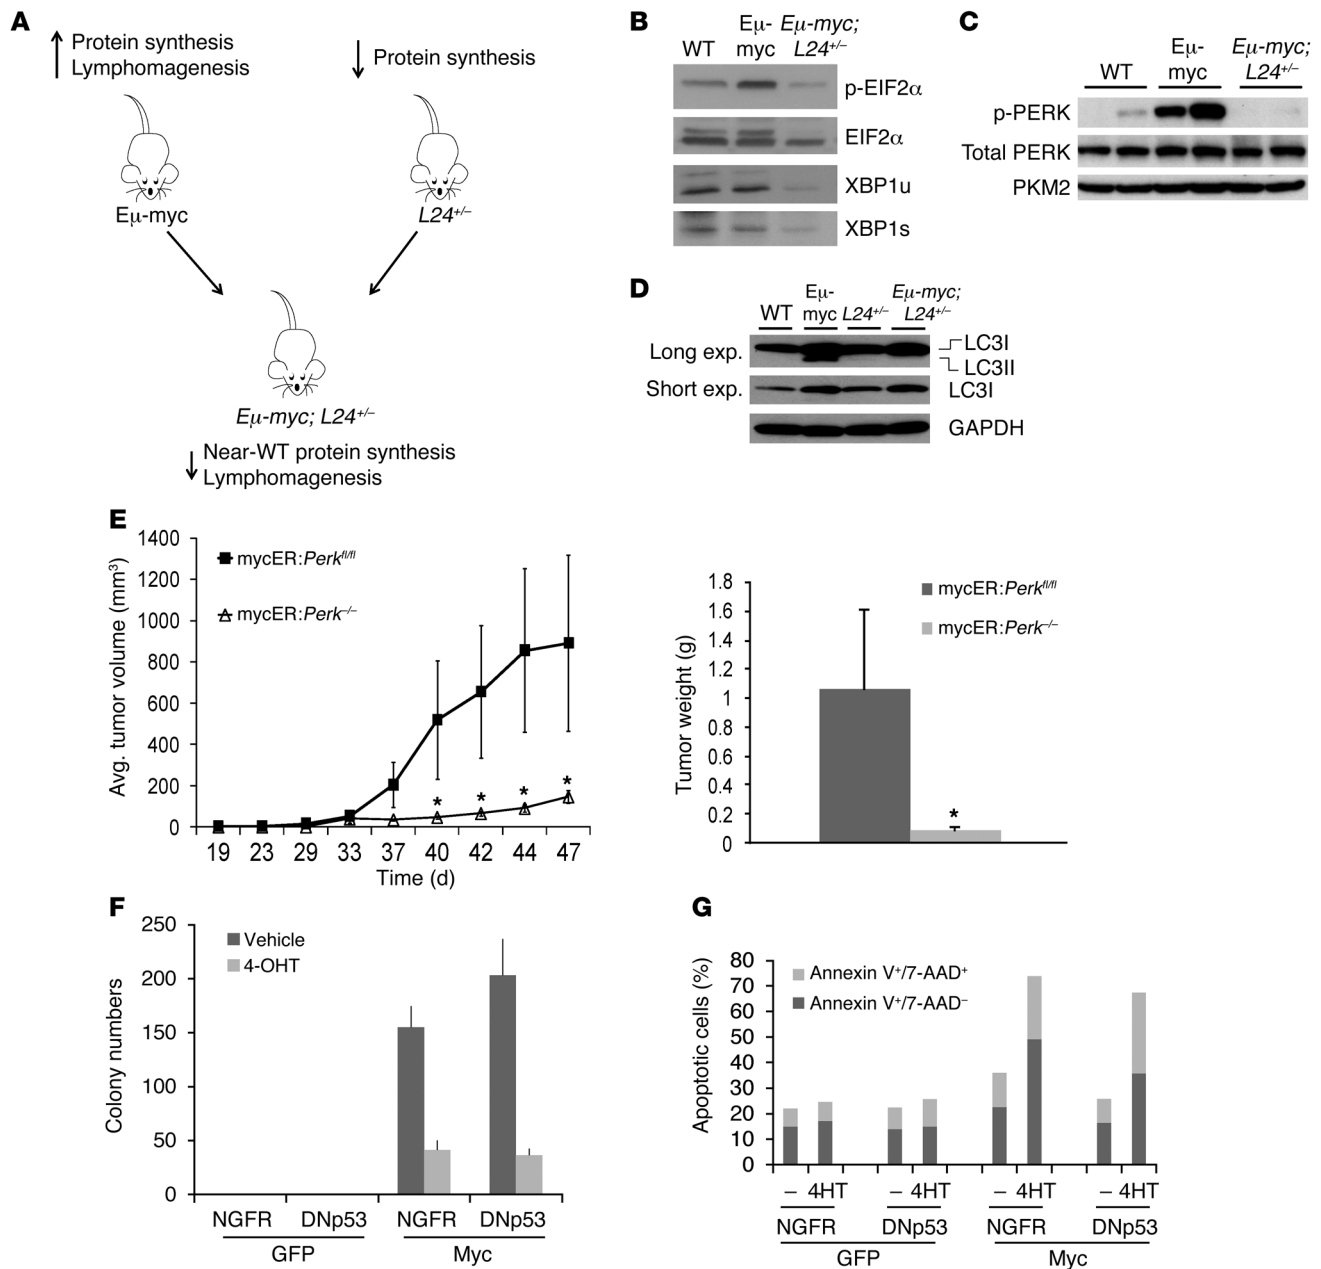 A
Protein synthesis
Lymphomagenesis
Protein synthesis
Eµ-myc
L24+/–
Eµ-myc; L24+/–
Near-WT protein synthesis
Lymphomagenesis
B
WT
Eµ-
myc
Eµ-myc;
L24+/–
p-EIF2α
EIF2α
XBP1u
XBP1s
C
WT
Eµ-
myc
Eµ-myc;
L24+/–
p-PERK
Total PERK
PKM2
D
WT
Eµ-
myc
L24+/–
Eµ-myc;
L24+/–
Long exp.
LC3I
LC3II
Short exp.
LC3I
GAPDH
E
Avg. tumor volume (mm³)
1400
1200
1000
800
600
400
200
0
mycER:Perkfl/fl
mycER:Perk–/–
* * * *
19 23 29 33 37 40 42 44 47
Time (d)
Tumor weight (g)
1.8
1.6
1.4
1.2
1
0.8
0.6
0.4
0.2
0
mycER:Perkfl/fl
mycER:Perk–/–
*
F
Colony numbers
250
200
150
100
50
0
Vehicle
4-OHT
NGFR DNp53 NGFR DNp53
GFP Myc
G
Apoptotic cells (%)
80
70
60
50
40
30
20
10
0
Annexin V+/7-AAD+
Annexin V+/7-AAD–
– 4HT – 4HT – 4HT – 4HT
NGFR DNp53 NGFR DNp53
GFP Myc